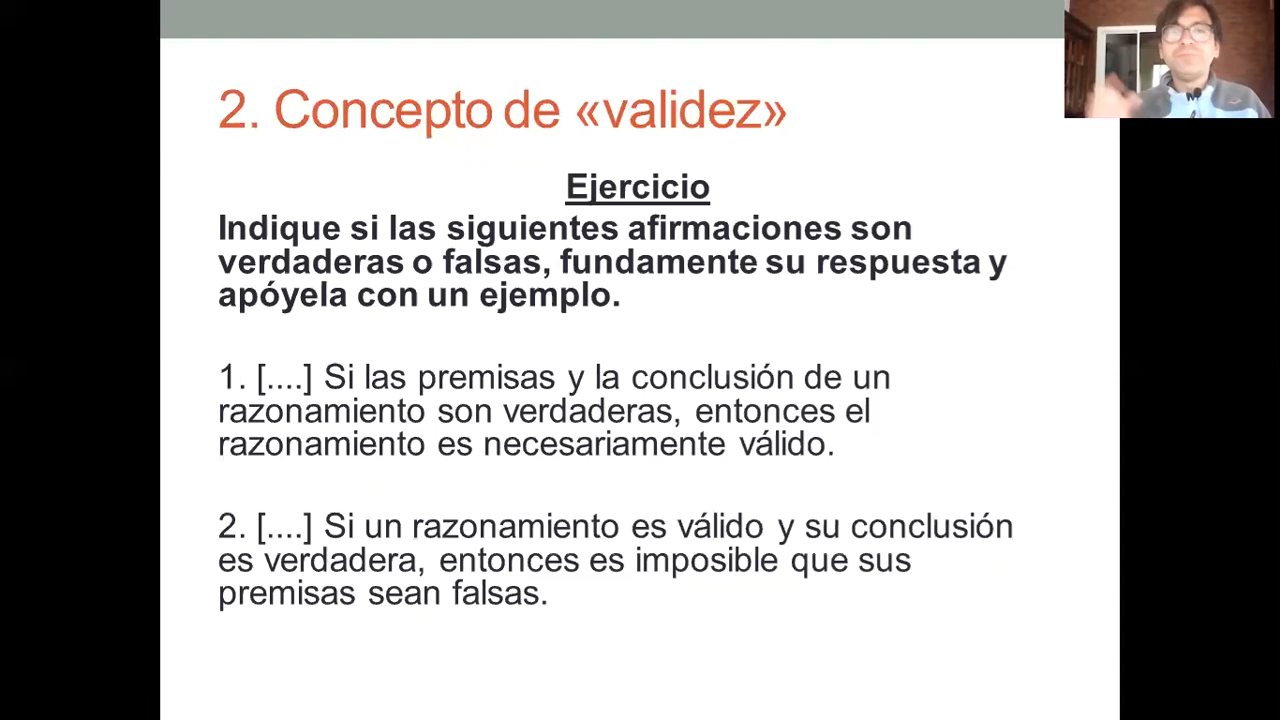 2. Concepto de «validez»
Ejercicio
Indique si las siguientes afirmaciones son
verdaderas o falsas, fundamente su respuesta y
apóyela con un ejemplo.
1. [....] Si las premisas y la conclusión de un
razonamiento son verdaderas, entonces el
razonamiento es necesariamente válido.
2. [....] Si un razonamiento es válido y su conclusión
es verdadera, entonces es imposible que sus
premisas sean falsas.